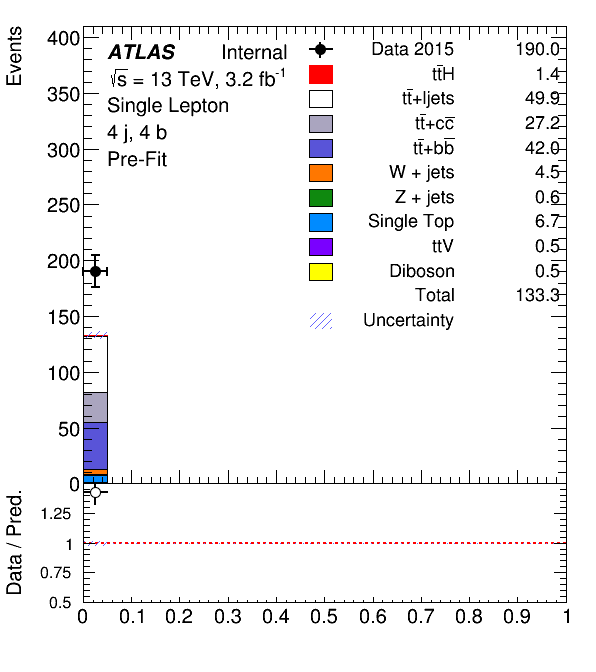 Events
400
350
300
250
200
150
100
50
0
ATLAS Internal
√s = 13 TeV, 3.2 fb⁻¹
Single Lepton
4 j, 4 b
Pre-Fit
Data 2015 190.0
tt̄H 1.4
tt̄+ljets 49.9
tt̄+cc̄ 27.2
tt̄+bb̄ 42.0
W + jets 4.5
Z + jets 0.6
Single Top 6.7
ttV 0.5
Diboson 0.5
Total 133.3
Uncertainty
Data / Pred.
1.25
1
0.75
0.5
0 0.1 0.2 0.3 0.4 0.5 0.6 0.7 0.8 0.9 1